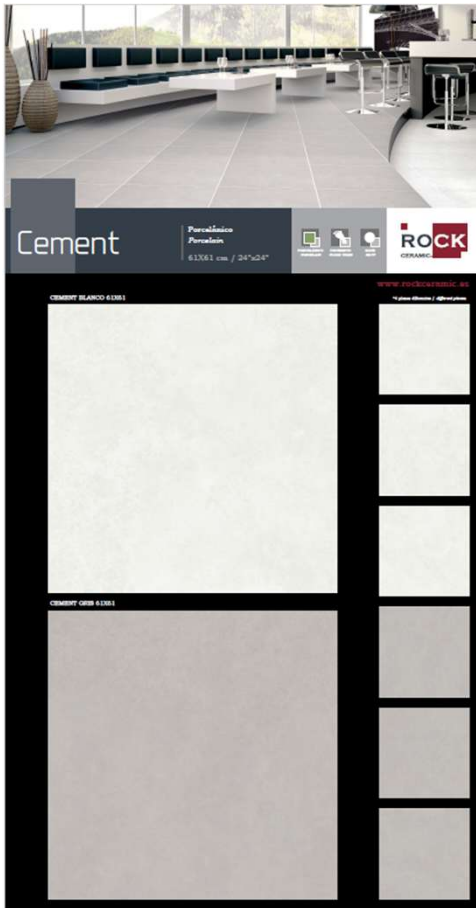 Cement
Porcelánico
Porcelain
61X61 cm / 24"x24"
ROCK
CERAMIC
www.rockceramic.es
CEMENT BLANCO 61X61
CEMENT GRIS 61X61